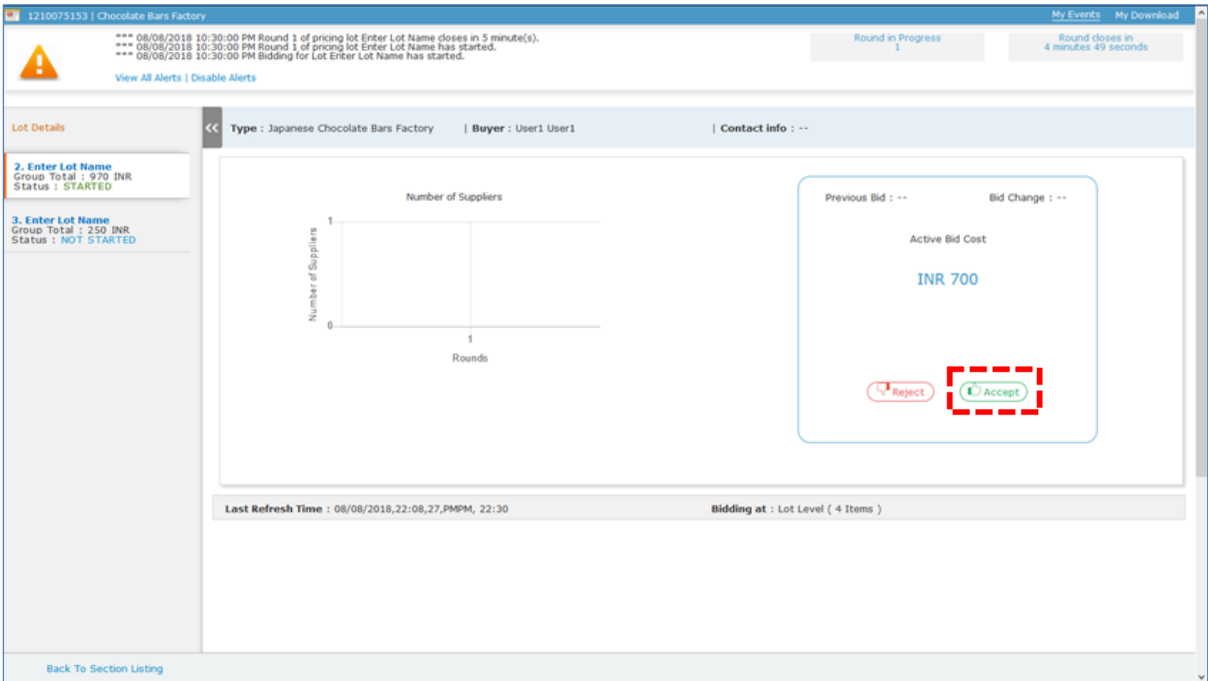 1210075153 | Chocolate Bars Factory
My Events My Download
*** 08/08/2018 10:30:00 PM Round 1 of pricing lot Enter Lot Name closes in 5 minute(s).
*** 08/08/2018 10:30:00 PM Round 1 of pricing lot Enter Lot Name has started.
*** 08/08/2018 10:30:00 PM Bidding for Lot Enter Lot Name has started.
View All Alerts | Disable Alerts
Round in Progress
1
Round closes in
4 minutes 49 seconds
Lot Details
<< Type : Japanese Chocolate Bars Factory | Buyer : User1 User1 | Contact info : --
2. Enter Lot Name
Group Total : 970 INR
Status : STARTED
3. Enter Lot Name
Group Total : 250 INR
Status : NOT STARTED
Number of Suppliers
Number of Suppliers
1
0
1
Rounds
Previous Bid : -- Bid Change : --
Active Bid Cost
INR 700
Reject Accept
Last Refresh Time : 08/08/2018,22:08,27,PMPM, 22:30 Bidding at : Lot Level ( 4 Items )
Back To Section Listing